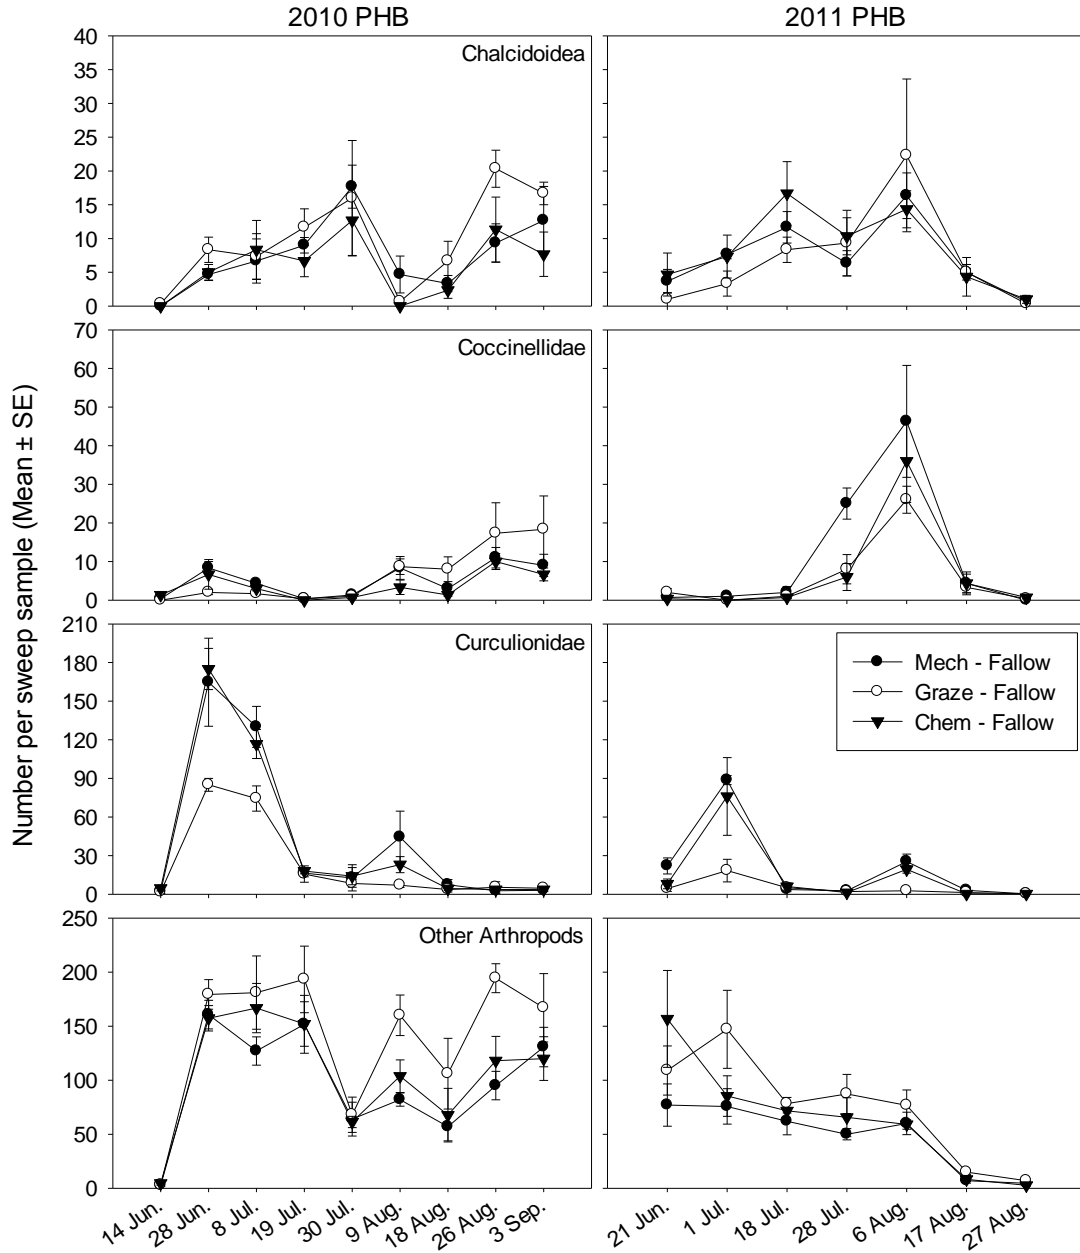 2010 PHB
2011 PHB
Number per sweep sample (Mean ± SE)
40
35
30
25
20
15
10
5
0
Chalcidoidea
70
60
50
40
30
20
10
0
Coccinellidae
210
180
150
120
90
60
30
0
Curculionidae
Mech - Fallow
Graze - Fallow
Chem - Fallow
250
200
150
100
50
0
Other Arthropods
14 Jun.
28 Jun.
8 Jul.
19 Jul.
30 Jul.
9 Aug.
18 Aug.
26 Aug.
3 Sep.
21 Jun.
1 Jul.
18 Jul.
28 Jul.
6 Aug.
17 Aug.
27 Aug.